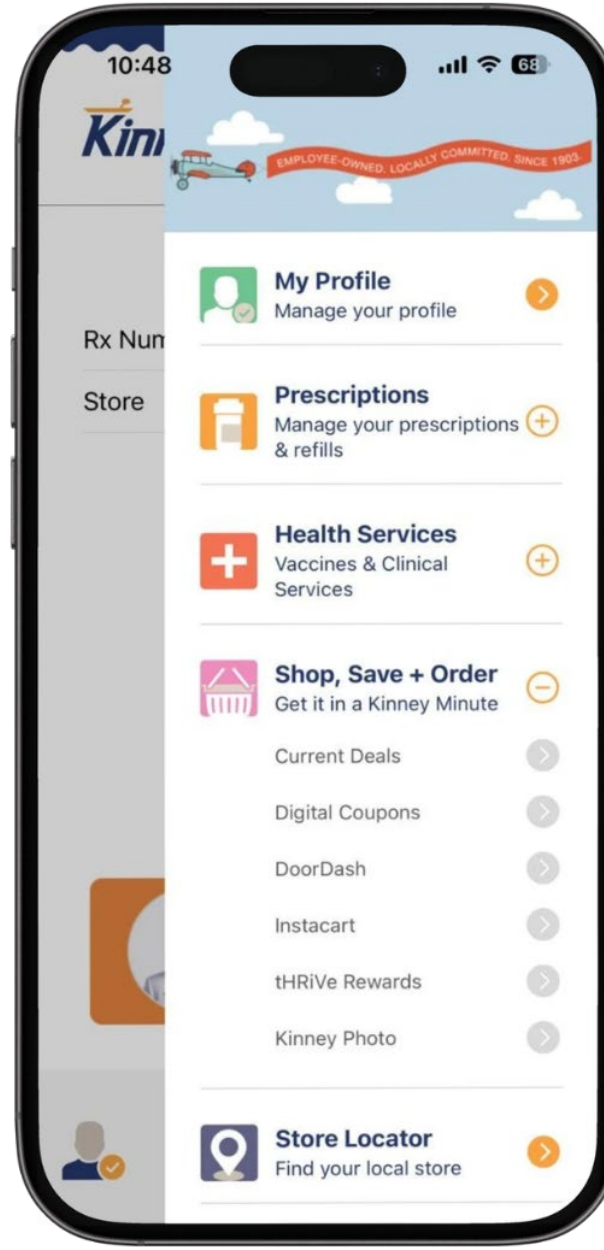 10:48
68
Kinn
EMPLOYEE-OWNED. LOCALLY COMMITTED. SINCE 1903.
Rx Num
Store
My Profile
Manage your profile
Prescriptions
Manage your prescriptions
& refills
Health Services
Vaccines & Clinical
Services
Shop, Save + Order
Get it in a Kinney Minute
Current Deals
Digital Coupons
DoorDash
Instacart
tHRiVe Rewards
Kinney Photo
Store Locator
Find your local store